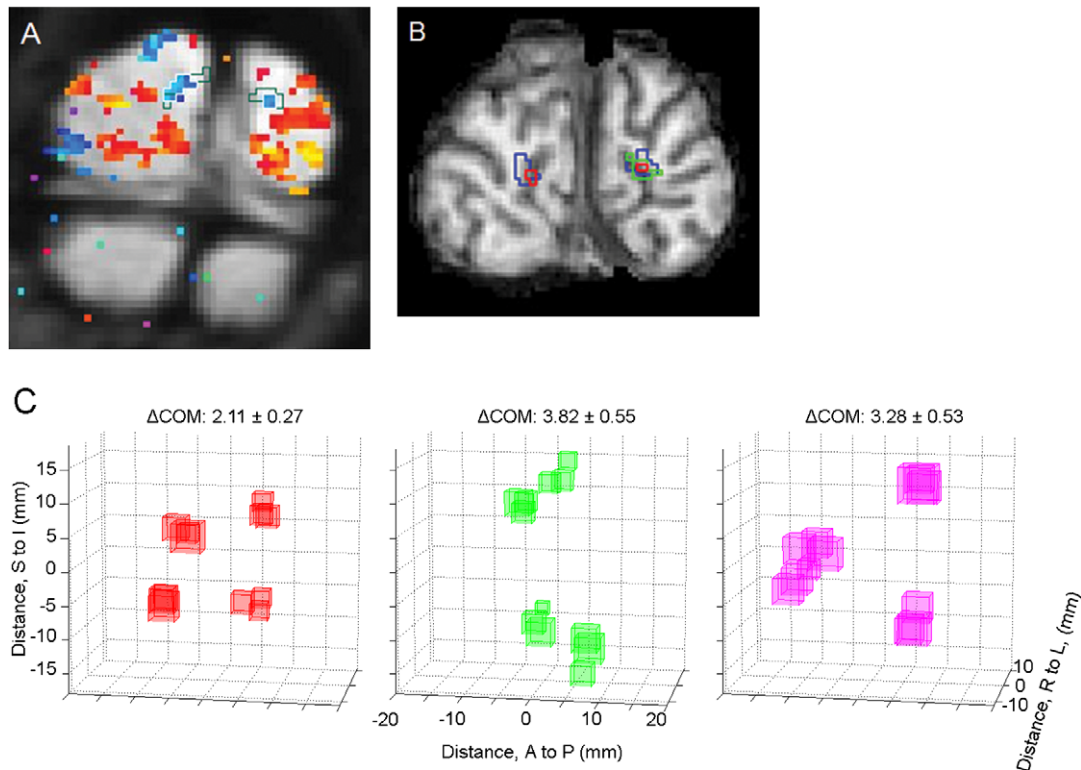 A
B
C
ΔCOM: 2.11 ± 0.27
ΔCOM: 3.82 ± 0.55
ΔCOM: 3.28 ± 0.53
Distance, S to I (mm)
15
10
5
0
-5
-10
-15
-20
-10
0
10
20
Distance, A to P (mm)
10
0
-10
Distance, R to L, (mm)